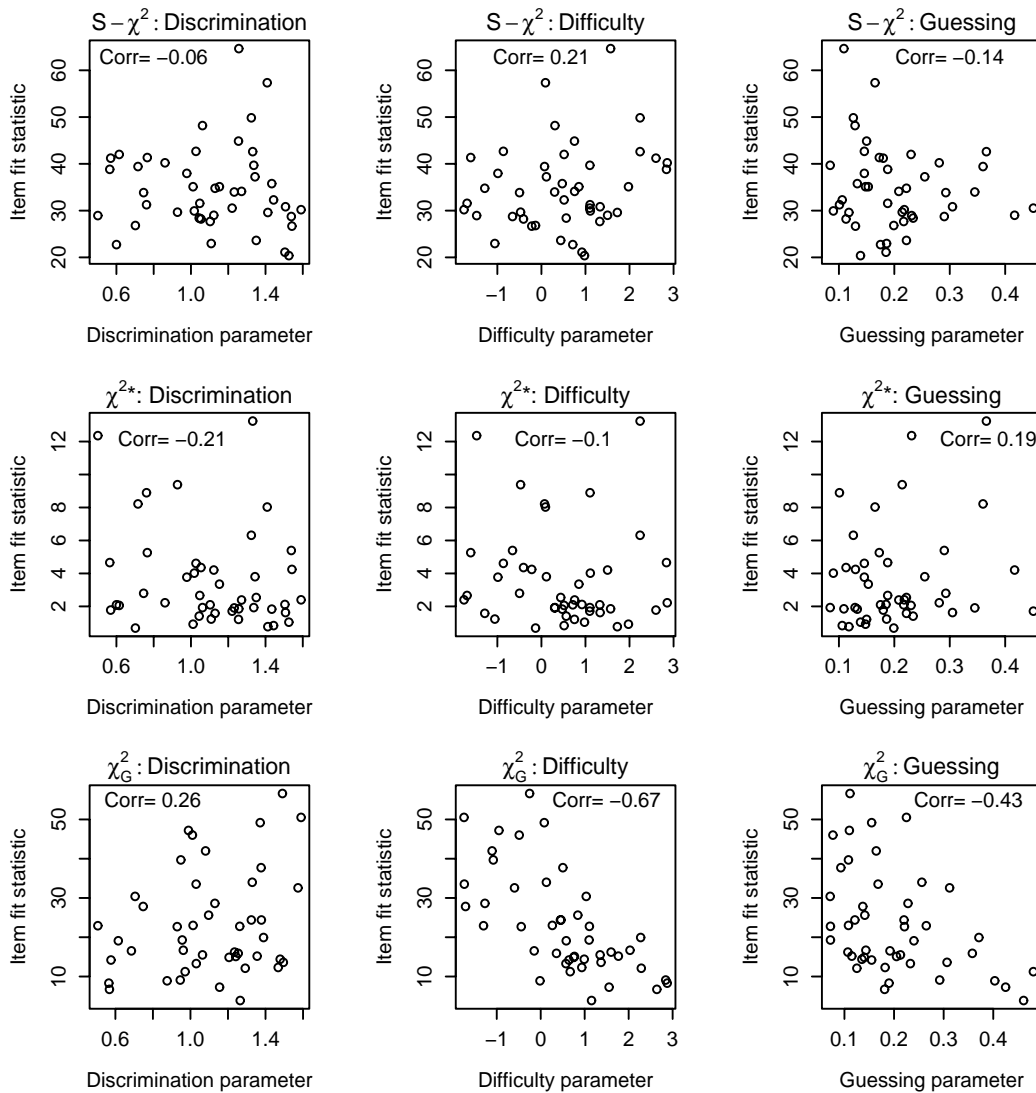 S − χ²: Discrimination
S − χ²: Difficulty
S − χ²: Guessing
Corr= −0.06
Corr= 0.21
Corr= −0.14
Item fit statistic
20 30 40 50 60
0.6 1.0 1.4
Discrimination parameter
Item fit statistic
20 30 40 50 60
−1 0 1 2 3
Difficulty parameter
Item fit statistic
20 30 40 50 60
0.1 0.2 0.3 0.4
Guessing parameter
χ²*: Discrimination
χ²*: Difficulty
χ²*: Guessing
Corr= −0.21
Corr= −0.1
Corr= 0.19
Item fit statistic
2 4 6 8 12
0.6 1.0 1.4
Discrimination parameter
Item fit statistic
2 4 6 8 12
−1 0 1 2 3
Difficulty parameter
Item fit statistic
2 4 6 8 12
0.1 0.2 0.3 0.4
Guessing parameter
χ²G : Discrimination
χ²G : Difficulty
χ²G : Guessing
Corr= 0.26
Corr= −0.67
Corr= −0.43
Item fit statistic
10 30 50
0.6 1.0 1.4
Discrimination parameter
Item fit statistic
10 30 50
−1 0 1 2 3
Difficulty parameter
Item fit statistic
10 30 50
0.1 0.2 0.3 0.4
Guessing parameter